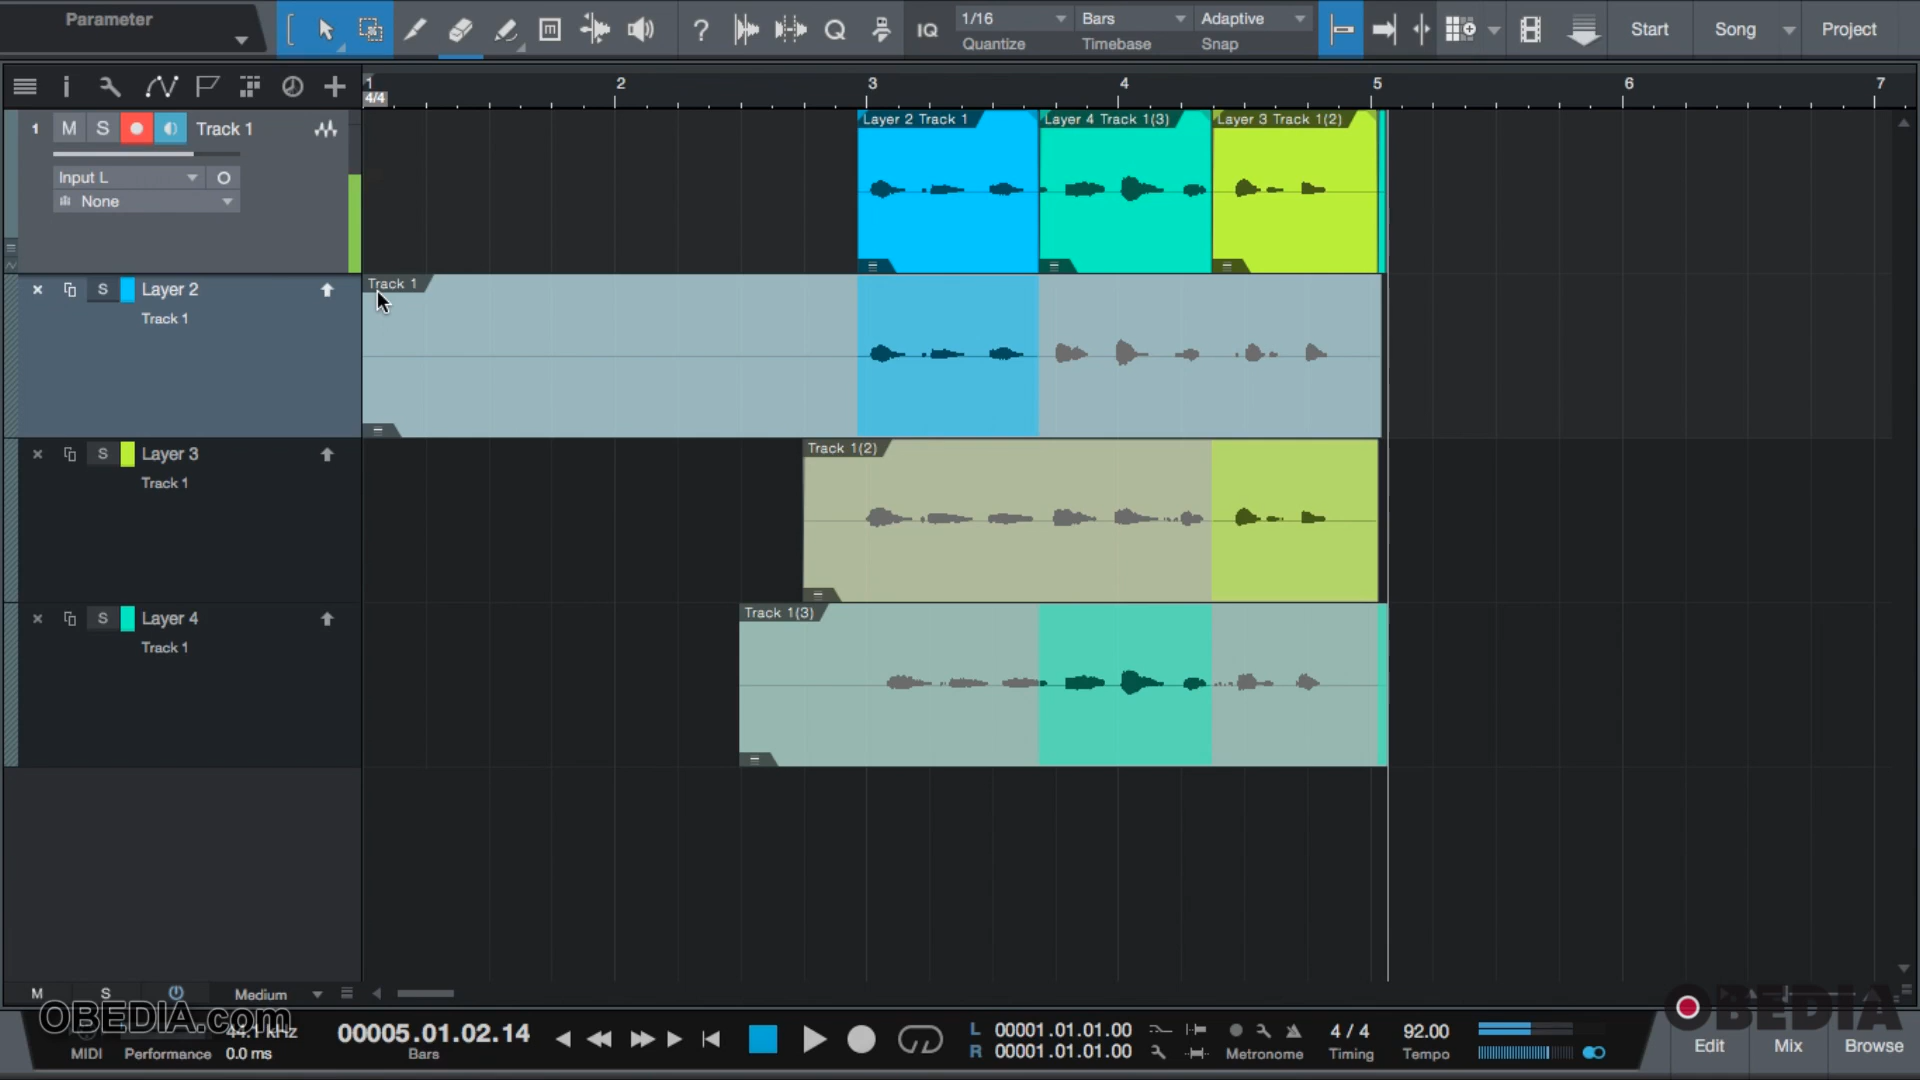 Parameter
1/16
Quantize
Bars
Timebase
Adaptive
Snap
IQ
Start
Song
Project
1
2
3
4
5
6
7
4/4
1
M
S
Track 1
Input L
None
Layer 2 Track 1
Layer 4 Track 1(3)
Layer 3 Track 1(2)
S
Layer 2
Track 1
Track 1
S
Layer 3
Track 1
Track 1(2)
S
Layer 4
Track 1
Track 1(3)
M
S
Medium
OBEDIA.com
44.1 kHz
MIDI
Performance
0.0 ms
00005.01.02.14
Bars
L 00001.01.01.00
R 00001.01.01.00
Metronome
4 / 4
Timing
92.00
Tempo
OBEDIA
Edit
Mix
Browse